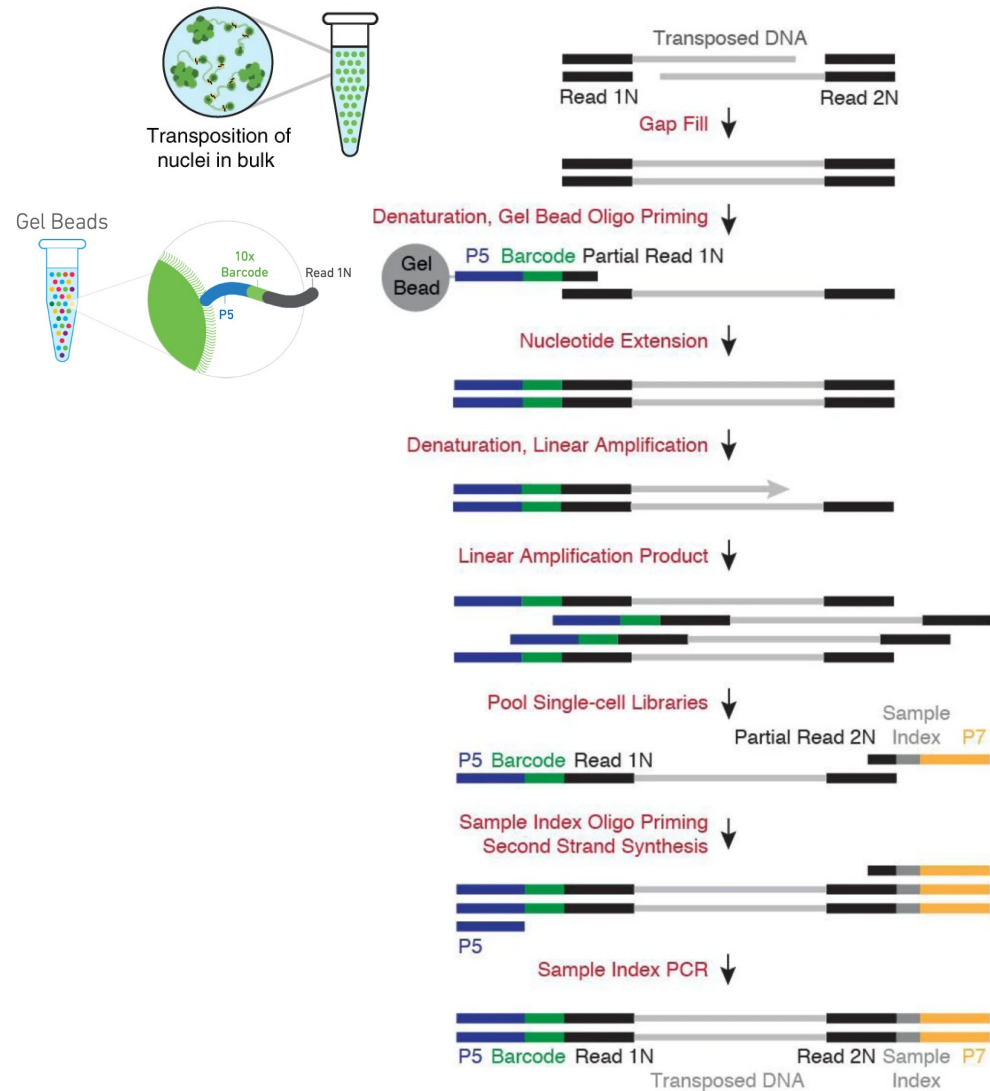 Transposition of
nuclei in bulk
Gel Beads
10x
Barcode
Read 1N
P5
Transposed DNA
Read 1N
Read 2N
Gap Fill
Denaturation, Gel Bead Oligo Priming
Gel
Bead
P5 Barcode Partial Read 1N
Nucleotide Extension
Denaturation, Linear Amplification
Linear Amplification Product
Pool Single-cell Libraries
Partial Read 2N
Sample
Index
P7
P5 Barcode Read 1N
Sample Index Oligo Priming
Second Strand Synthesis
P5
Sample Index PCR
P5 Barcode Read 1N
Transposed DNA
Read 2N
Sample
Index
P7